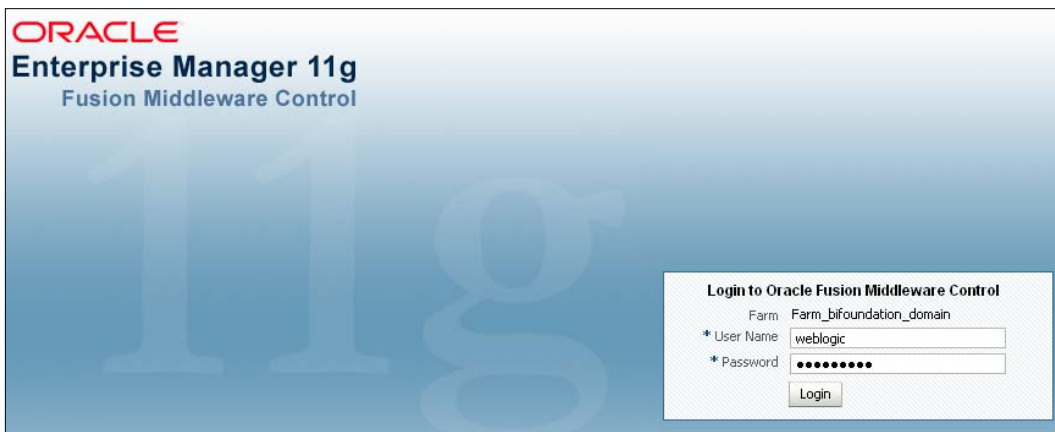 ORACLE
Enterprise Manager 11g
Fusion Middleware Control
11g
Login to Oracle Fusion Middleware Control
Farm Farm_bifoundation_domain
* User Name weblogic
* Password •••••••••
Login